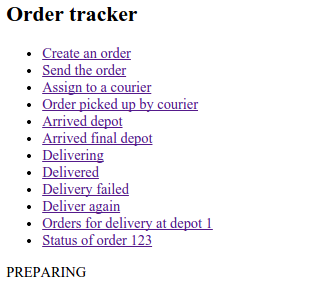 Order tracker
Create an order
Send the order
Assign to a courier
Order picked up by courier
Arrived depot
Arrived final depot
Delivering
Delivered
Delivery failed
Deliver again
Orders for delivery at depot 1
Status of order 123
PREPARING